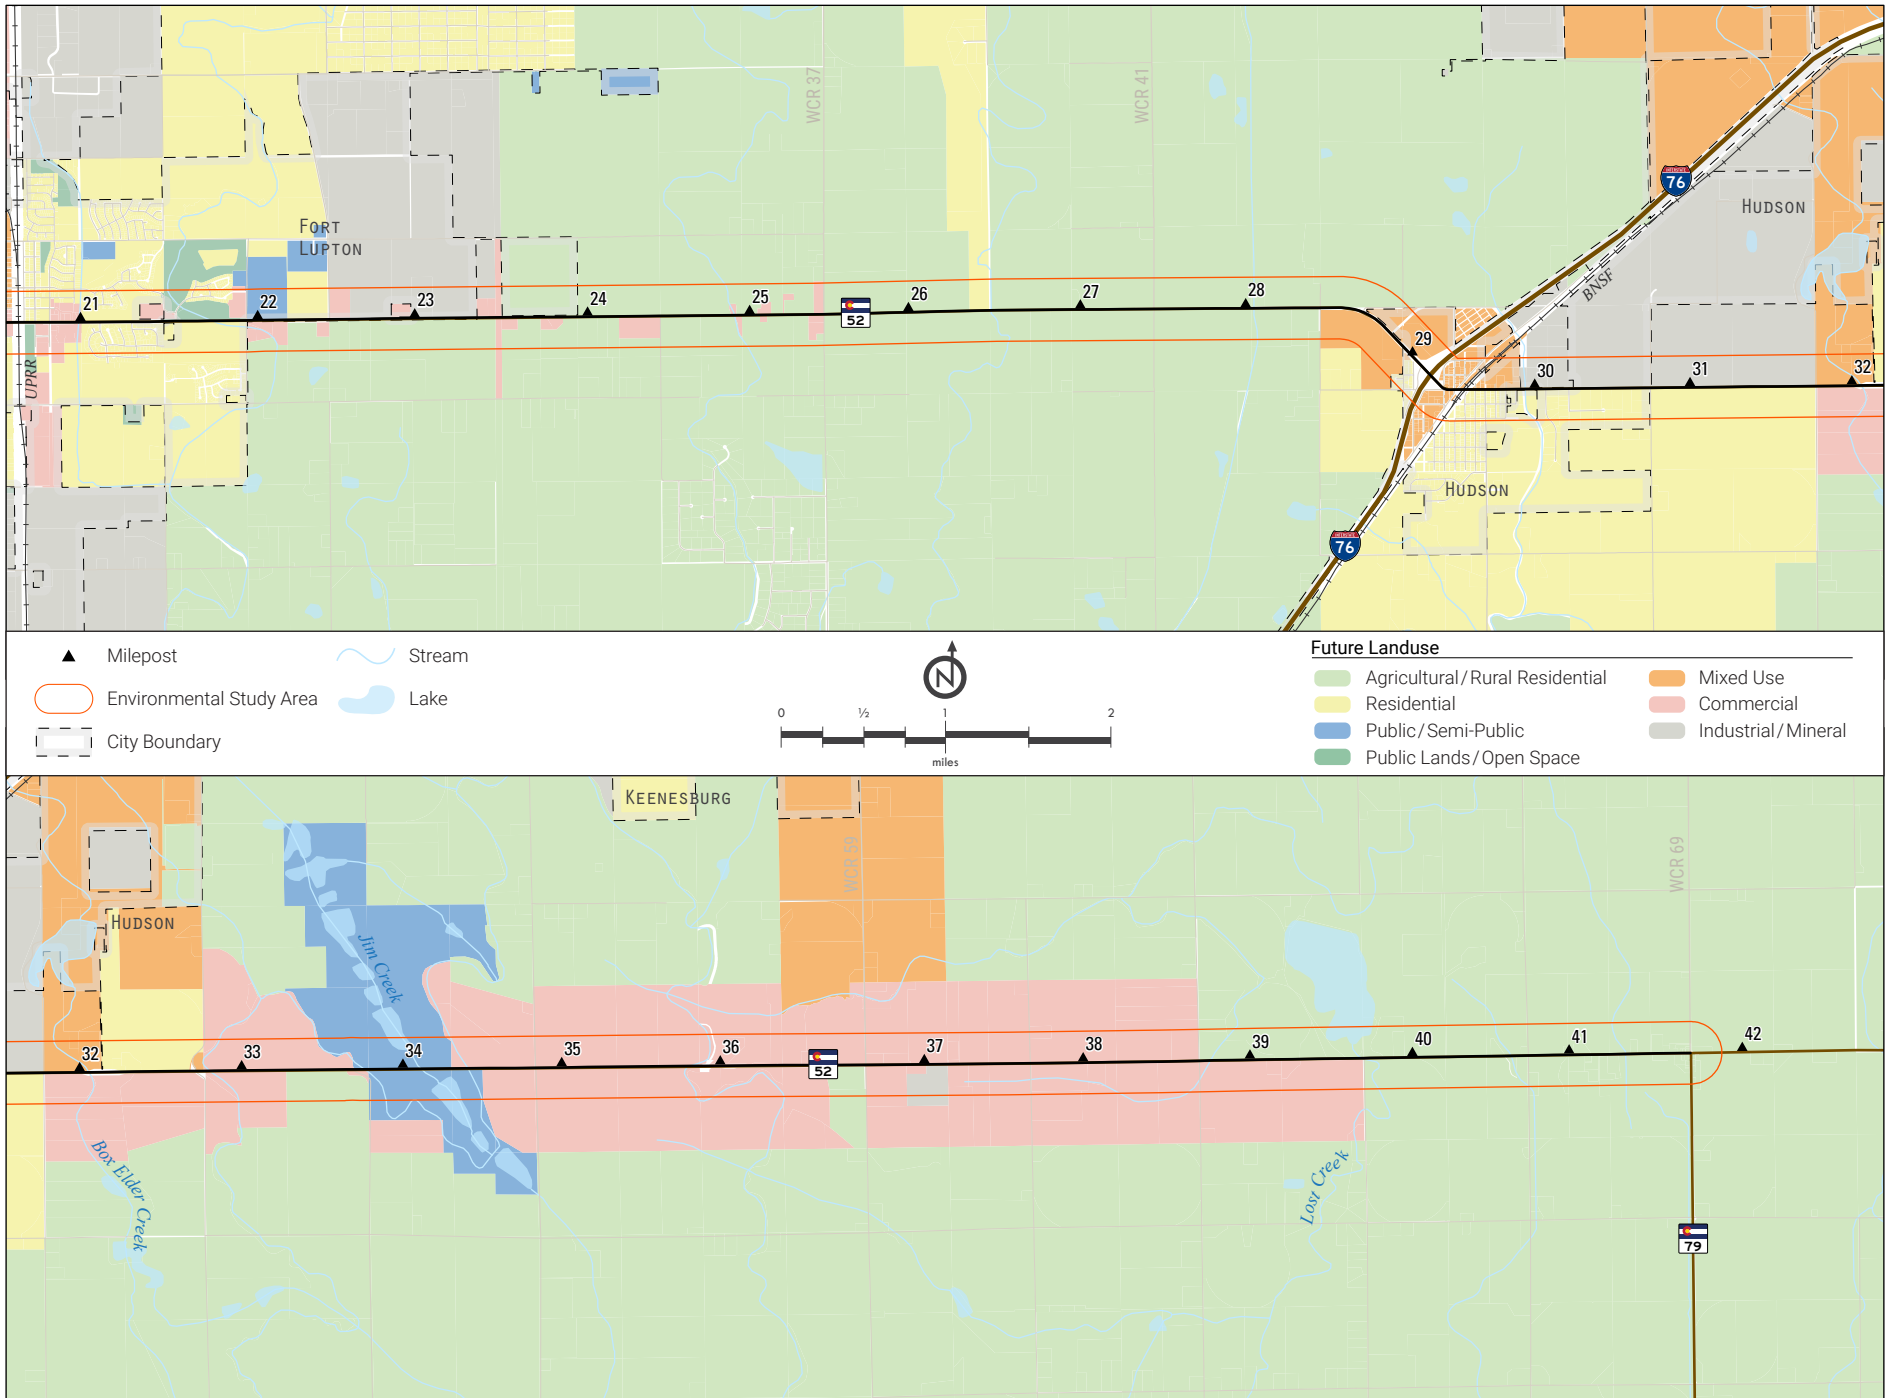 WCR 37
WCR 41
76
HUDSON
FORT
LUPTON
BNSF
21
22
23
24
25
52
26
27
28
29
30
31
32
UPRR
HUDSON
76
Milepost
Environmental Study Area
City Boundary
Stream
Lake
N
0
½
1
2
miles
Future Landuse
Agricultural/Rural Residential
Residential
Public/Semi-Public
Public Lands/Open Space
Mixed Use
Commercial
Industrial/Mineral
KEENESBURG
WCR 59
WCR 69
HUDSON
Jim Creek
32
33
34
35
36
52
37
38
39
40
41
42
Box Elder Creek
Lost Creek
79